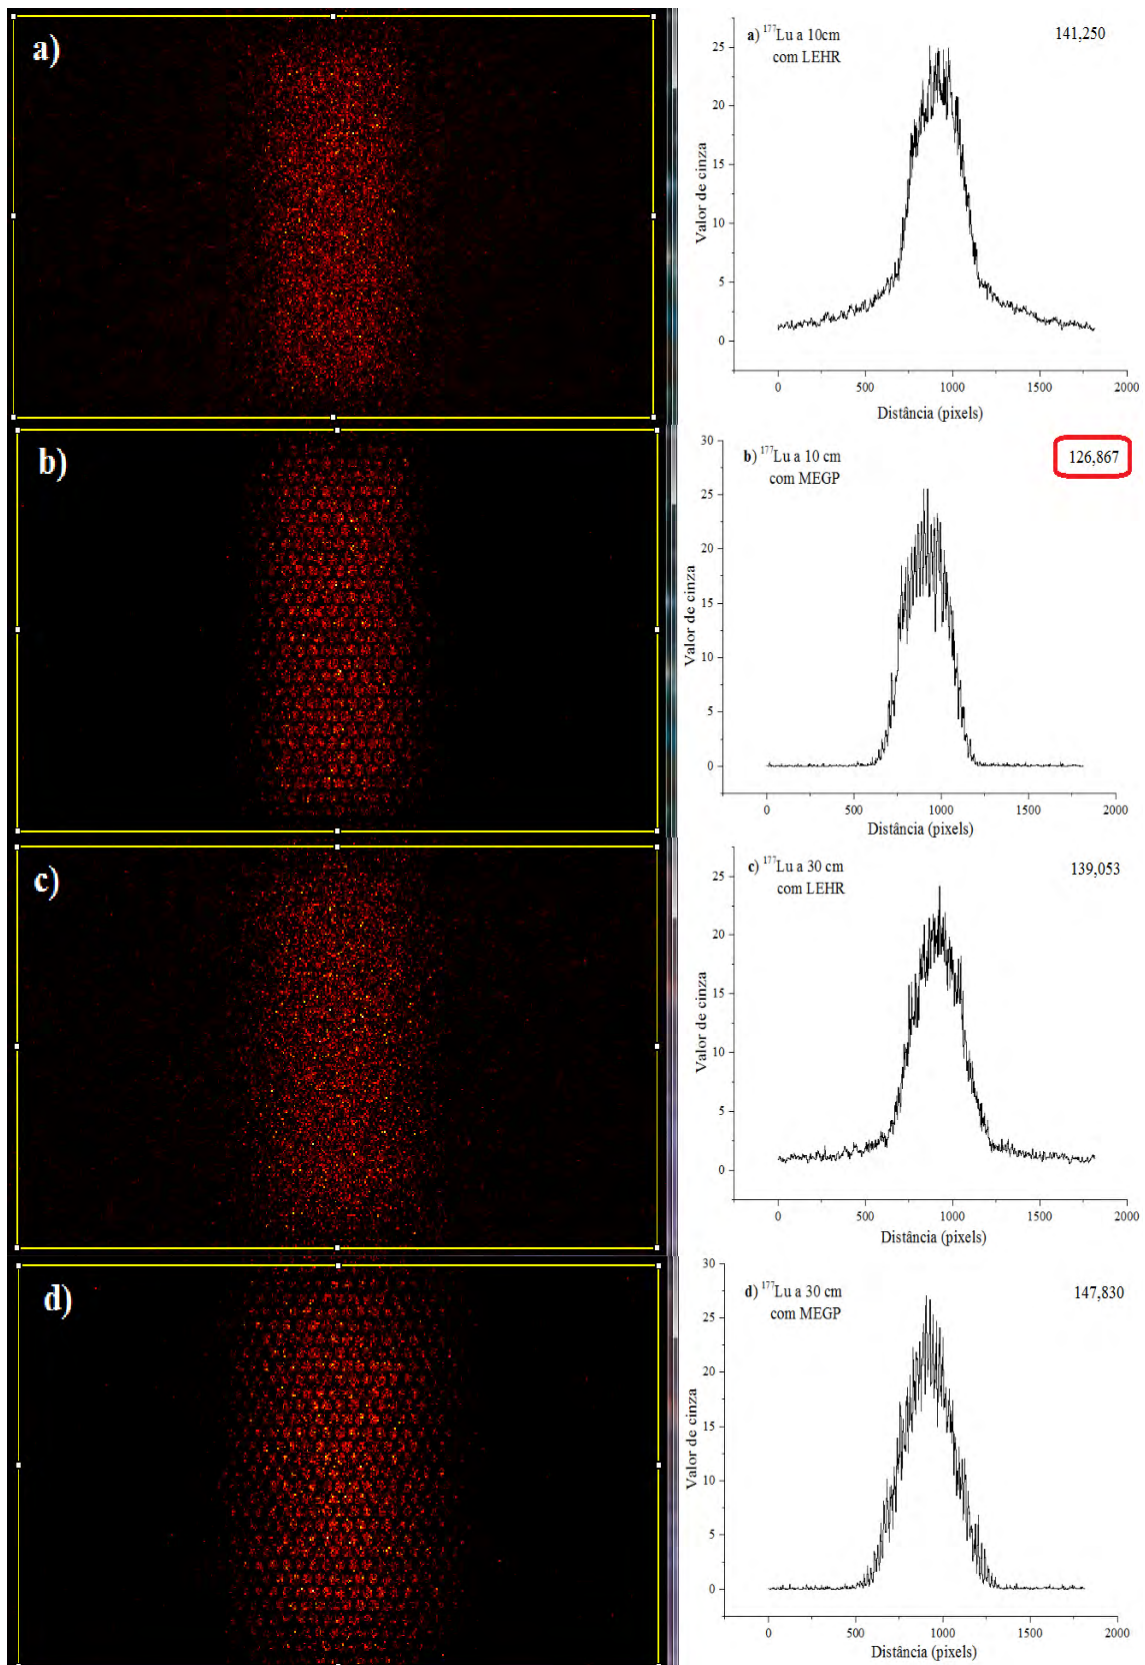 a)
a) ¹⁷⁷Lu a 10cm
com LEHR
141,250
25
20
15
10
5
0
Valor de cinza
0 500 1000 1500 2000
Distância (pixels)
b)
b) ¹⁷⁷Lu a 10 cm
com MEGP
126,867
30
25
20
15
10
5
0
Valor de cinza
0 500 1000 1500 2000
Distância (pixels)
c)
c) ¹⁷⁷Lu a 30 cm
com LEHR
139,053
25
20
15
10
5
0
Valor de cinza
0 500 1000 1500 2000
Distância (pixels)
d)
d) ¹⁷⁷Lu a 30 cm
com MEGP
147,830
30
25
20
15
10
5
0
Valor de cinza
0 500 1000 1500 2000
Distância (pixels)